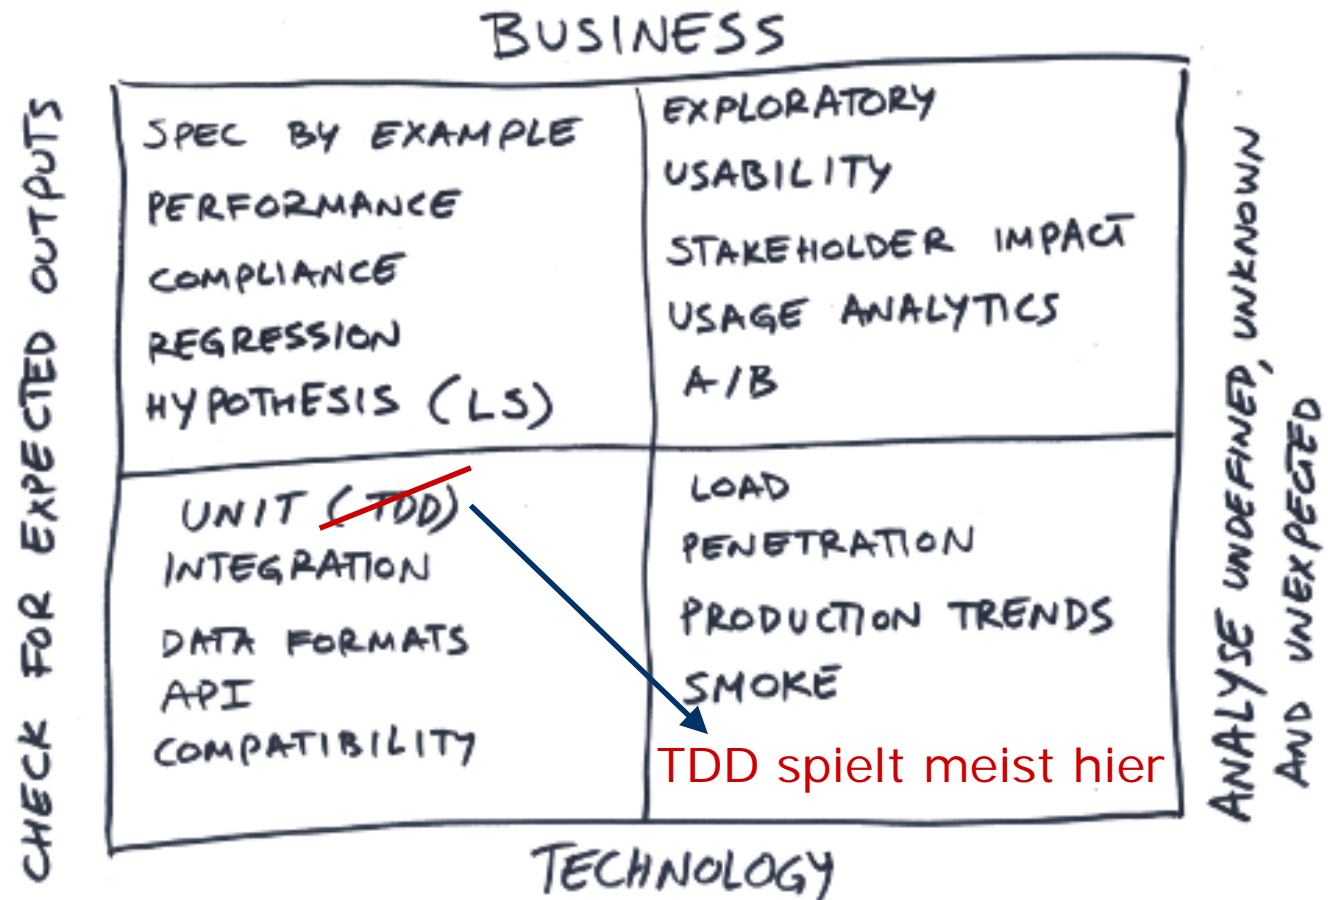 BUSINESS
CHECK FOR EXPECTED OUTPUTS
SPEC BY EXAMPLE
PERFORMANCE
COMPLIANCE
REGRESSION
HYPOTHESIS (LS)
EXPLORATORY
USABILITY
STAKEHOLDER IMPACT
USAGE ANALYTICS
A/B
UNIT (TDD)
INTEGRATION
DATA FORMATS
API
COMPATIBILITY
LOAD
PENETRATION
PRODUCTION TRENDS
SMOKE
TDD spielt meist hier
ANALYSE UNDEFINED, UNKNOWN
AND UNEXPECTED
TECHNOLOGY